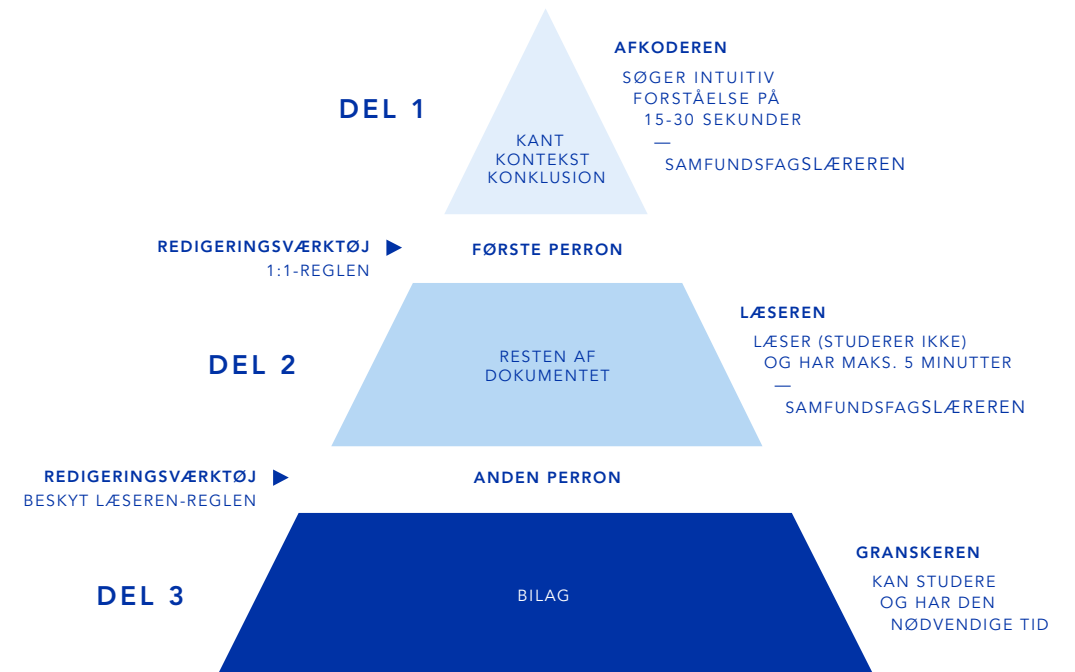 DEL 1
KANT
KONTEKST
KONKLUSION
AFKODEREN
SØGER INTUITIV
FORSTÅELSE PÅ
15-30 SEKUNDER
—
SAMFUNDSFAGSLÆREREN
REDIGERINGSVÆRKTØJ
1:1-REGLEN
FØRSTE PERRON
DEL 2
RESTEN AF
DOKUMENTET
LÆSEREN
LÆSER (STUDERER IKKE)
OG HAR MAKS. 5 MINUTTER
—
SAMFUNDSFAGSLÆREREN
REDIGERINGSVÆRKTØJ
BESKYT LÆSEREN-REGLEN
ANDEN PERRON
DEL 3
BILAG
GRANSKEREN
KAN STUDERE
OG HAR DEN
NØDVENDIGE TID